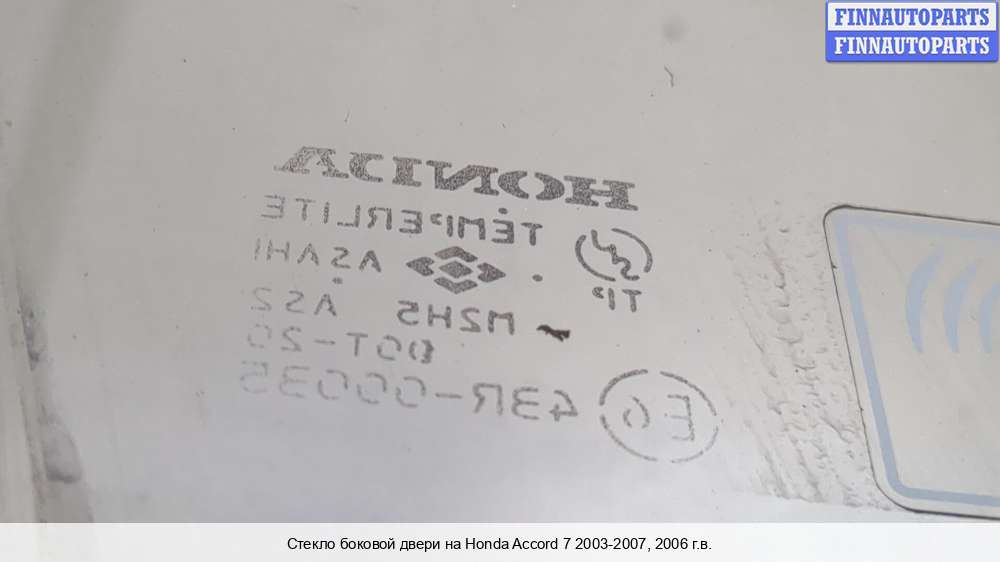 FINNAUTOPARTS
FINNAUTOPARTS
HONDA
TEMPERLITE
ASAHI
TP
M2H5 AS2
DOT-20
E6 43R-00035
Стекло боковой двери на Honda Accord 7 2003-2007, 2006 г.в.